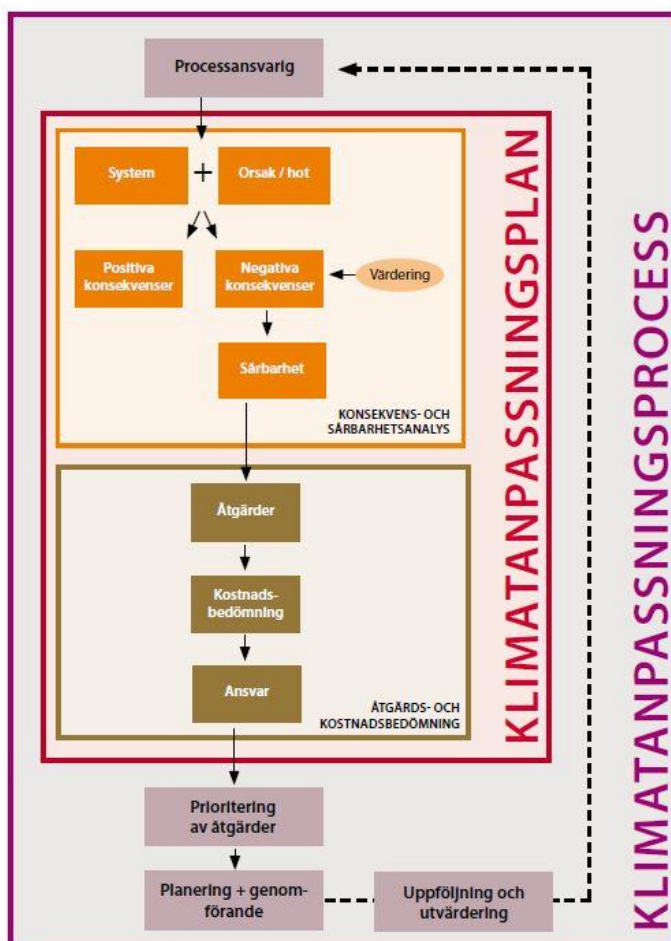 Processansvarig
System
+
Orsak / hot
Positiva
konsekvenser
Negativa
konsekvenser
Värdering
Sårbarhet
KONSEKVENS- OCH
SÅRBARHETSANALYS
Åtgärder
Kostnads-
bedömning
Ansvar
ÅTGÄRDS- OCH
KOSTNADSBEDÖMNING
KLIMATANPASSNINGSPLAN
Prioritering
av åtgärder
Planering + genom-
förande
Uppföljning och
utvärdering
KLIMATANPASSNINGSPROCESS